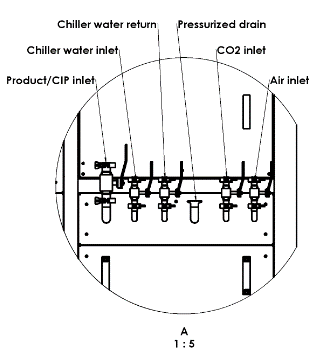 Chiller water return
Pressurized drain
Chiller water inlet
CO2 inlet
Product/CIP inlet
Air inlet
A
1 : 5